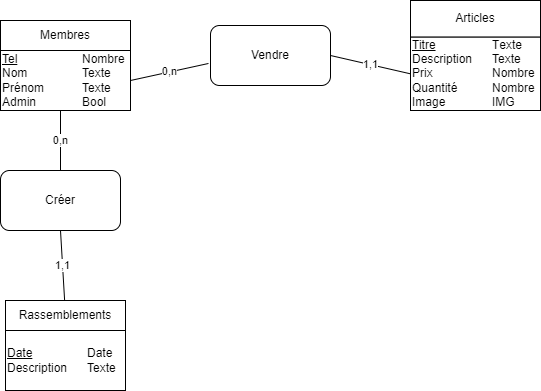 Membres
Tel Nombre
Nom Texte
Prénom Texte
Admin Bool
0,n
Vendre
1,1
Articles
Titre Texte
Description Texte
Prix Nombre
Quantité Nombre
Image IMG
0,n
Créer
1,1
Rassemblements
Date Date
Description Texte